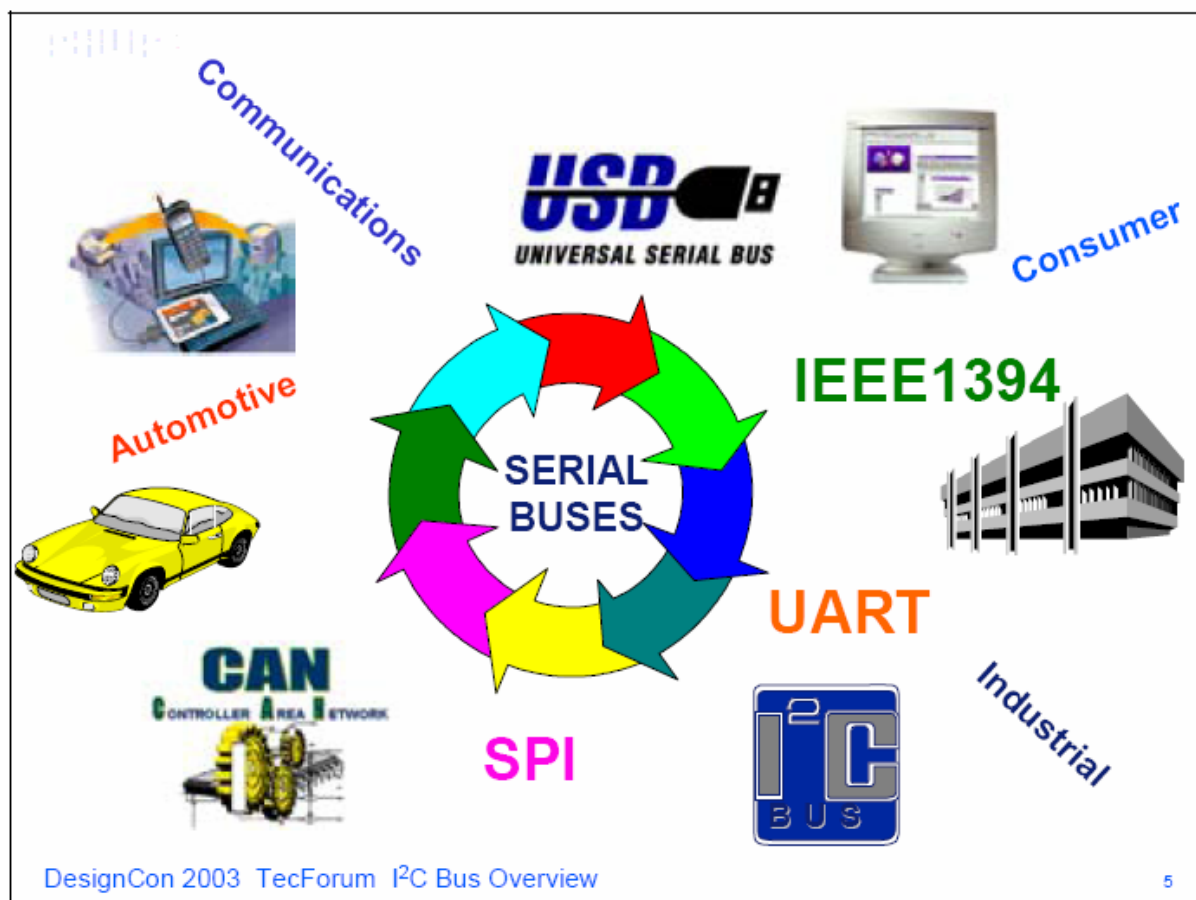 PHILIPS
Communications
USB
UNIVERSAL SERIAL BUS
Consumer
IEEE1394
Automotive
SERIAL
BUSES
UART
CAN
CONTROLLER AREA NETWORK
SPI
I²C
BUS
Industrial
DesignCon 2003 TecForum I²C Bus Overview
5